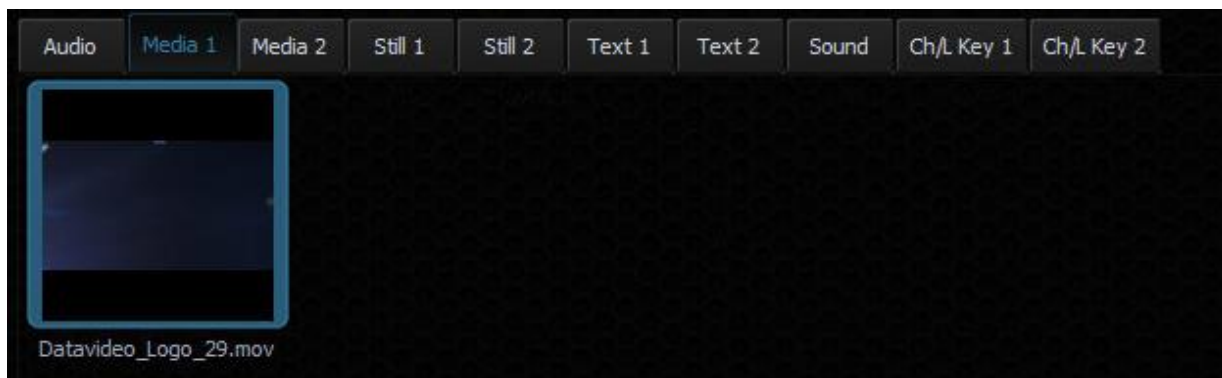 Audio Media 1 Media 2 Still 1 Still 2 Text 1 Text 2 Sound Ch/L Key 1 Ch/L Key 2
Datavideo_Logo_29.mov